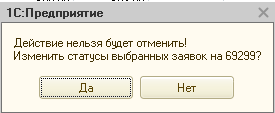 1С:Предприятие
Действие нельзя будет отменить!
Изменить статусы выбранных заявок на 69299?
Да
Нет